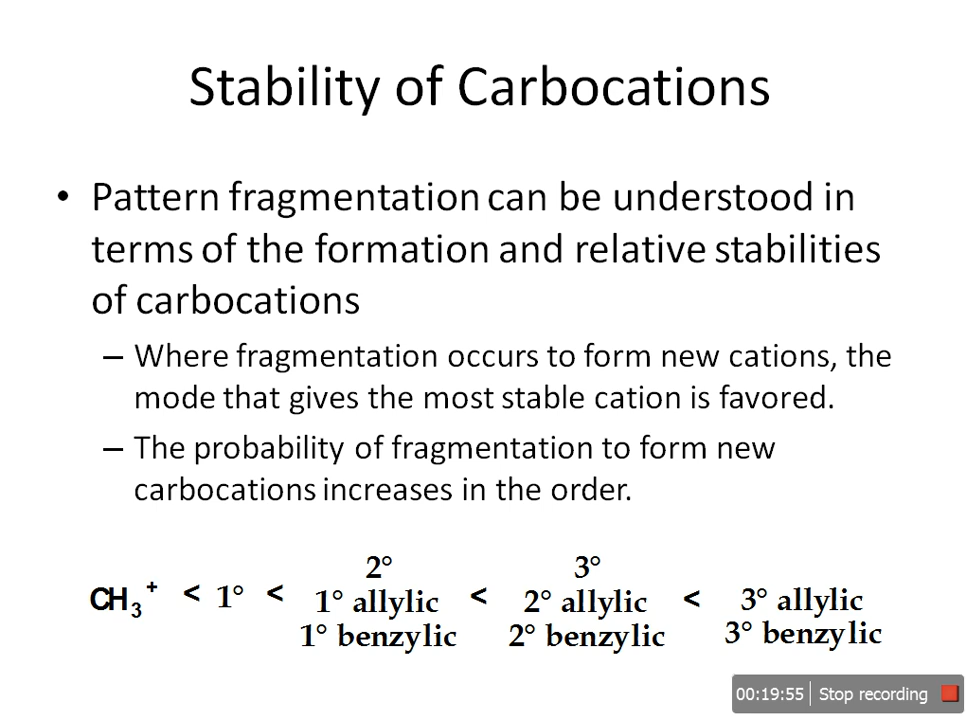 Stability of Carbocations
• Pattern fragmentation can be understood in
terms of the formation and relative stabilities
of carbocations
– Where fragmentation occurs to form new cations, the
mode that gives the most stable cation is favored.
– The probability of fragmentation to form new
carbocations increases in the order.
2° 3°
CH₃⁺ < 1° < 1° allylic < 2° allylic < 3° allylic
1° benzylic 2° benzylic 3° benzylic
00:19:55 Stop recording